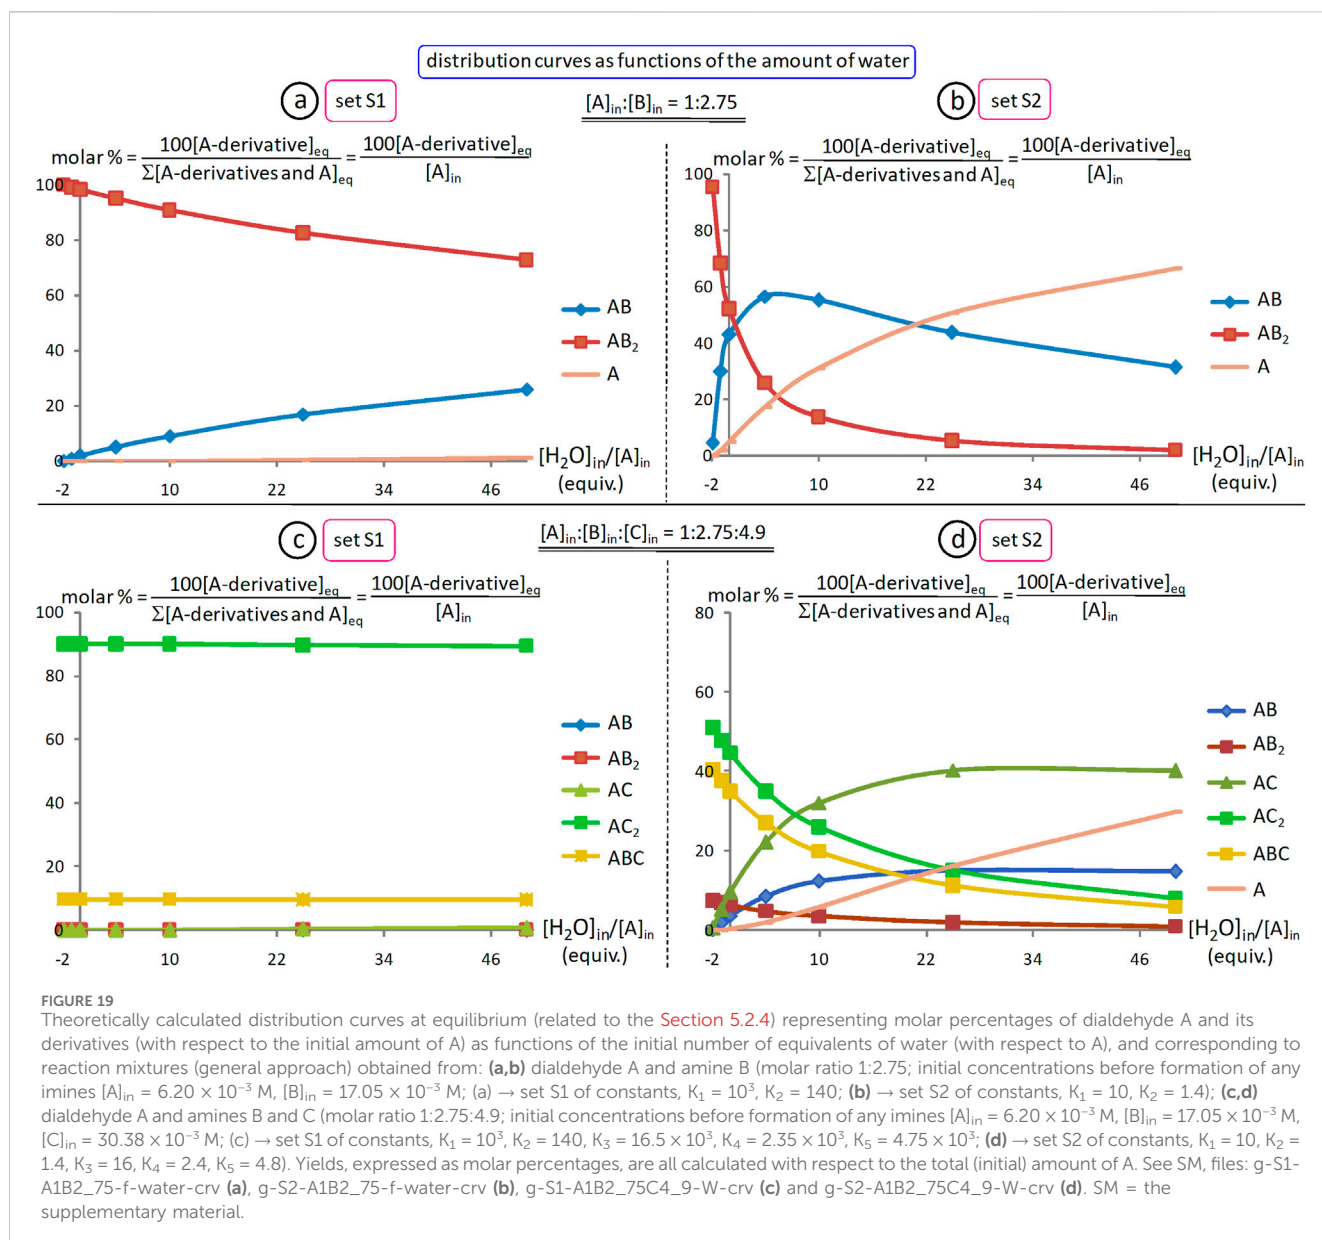 distribution curves as functions of the amount of water
a set S1
[A]in:[B]in = 1:2.75
b set S2
molar % = 100[A-derivative]eq / Σ[A-derivatives and A]eq = 100[A-derivative]eq / [A]in
100
80
60
40
20
0
-2 10 22 34 46
AB
AB2
A
[H2O]in/[A]in
(equiv.)
molar % = 100[A-derivative]eq / Σ[A-derivatives and A]eq = 100[A-derivative]eq / [A]in
100
80
60
40
20
0
-2 10 22 34 46
AB
AB2
A
[H2O]in/[A]in
(equiv.)
c set S1
[A]in:[B]in:[C]in = 1:2.75:4.9
d set S2
molar % = 100[A-derivative]eq / Σ[A-derivatives and A]eq = 100[A-derivative]eq / [A]in
100
80
60
40
20
0
-2 10 22 34 46
AB
AB2
AC
AC2
ABC
[H2O]in/[A]in
(equiv.)
molar % = 100[A-derivative]eq / Σ[A-derivatives and A]eq = 100[A-derivative]eq / [A]in
80
60
40
20
0
-2 10 22 34 46
AB
AB2
AC
AC2
ABC
A
[H2O]in/[A]in
(equiv.)
FIGURE 19
Theoretically calculated distribution curves at equilibrium (related to the Section 5.2.4) representing molar percentages of dialdehyde A and its
derivatives (with respect to the initial amount of A) as functions of the initial number of equivalents of water (with respect to A), and corresponding to
reaction mixtures (general approach) obtained from: (a,b) dialdehyde A and amine B (molar ratio 1:2.75; initial concentrations before formation of any
imines [A]in = 6.20 × 10−3 M, [B]in = 17.05 × 10−3 M; (a) → set S1 of constants, K1 = 10³, K2 = 140; (b) → set S2 of constants, K1 = 10, K2 = 1.4); (c,d)
dialdehyde A and amines B and C (molar ratio 1:2.75:4.9; initial concentrations before formation of any imines [A]in = 6.20 × 10−3 M, [B]in = 17.05 × 10−3 M,
[C]in = 30.38 × 10−3 M; (c) → set S1 of constants, K1 = 10³, K2 = 140, K3 = 16.5 × 10³, K4 = 2.35 × 10³, K5 = 4.75 × 10³; (d) → set S2 of constants, K1 = 10, K2 =
1.4, K3 = 16, K4 = 2.4, K5 = 4.8). Yields, expressed as molar percentages, are all calculated with respect to the total (initial) amount of A. See SM, files: g-S1-
A1B2_75-f-water-crv (a), g-S2-A1B2_75-f-water-crv (b), g-S1-A1B2_75C4_9-W-crv (c) and g-S2-A1B2_75C4_9-W-crv (d). SM = the
supplementary material.